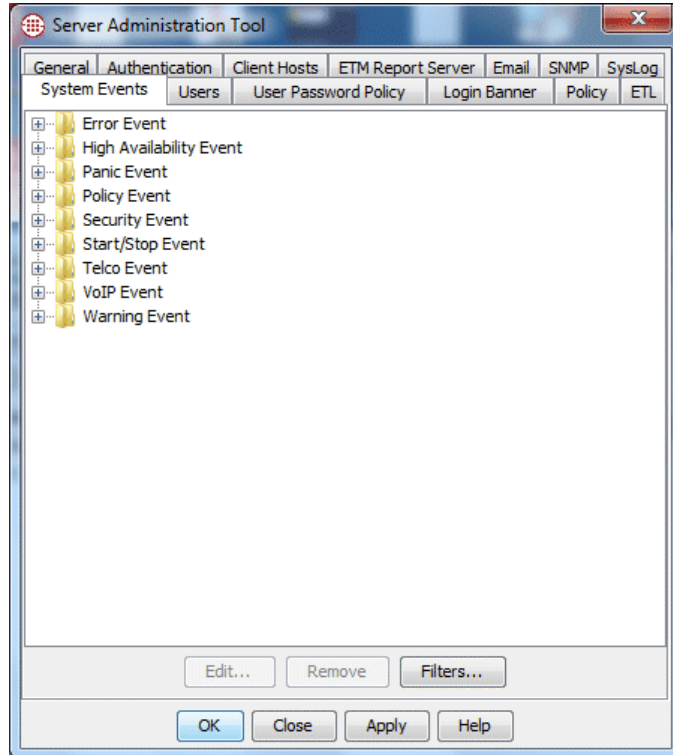 Server Administration Tool
General Authentication Client Hosts ETM Report Server Email SNMP SysLog
System Events Users User Password Policy Login Banner Policy ETL
Error Event
High Availability Event
Panic Event
Policy Event
Security Event
Start/Stop Event
Telco Event
VoIP Event
Warning Event
Edit... Remove Filters...
OK Close Apply Help